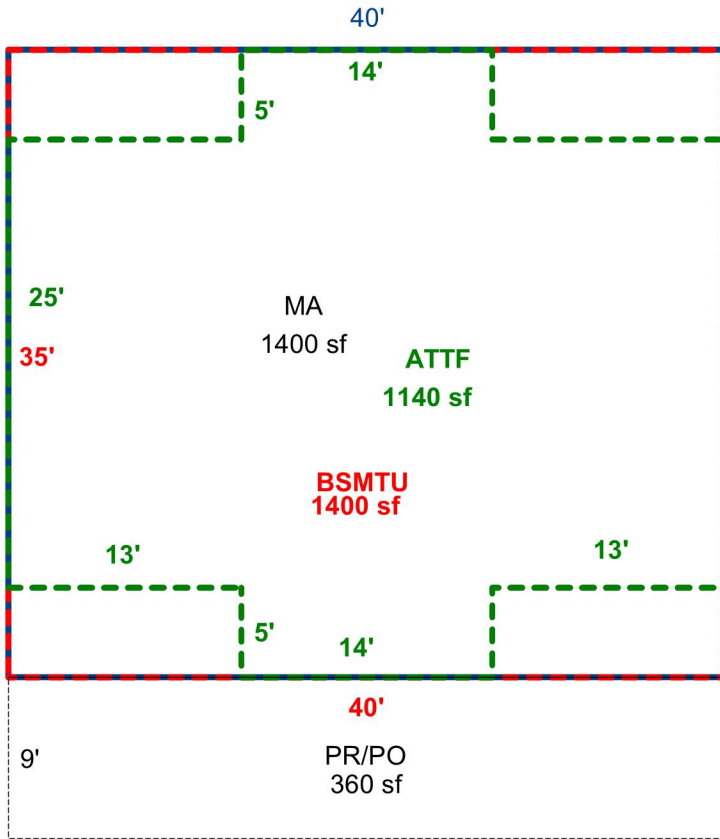 40'
14'
5'
25'
MA
35'
1400 sf
ATTF
1140 sf
BSMTU
1400 sf
13'
13'
5'
14'
40'
9'
PR/PO
360 sf